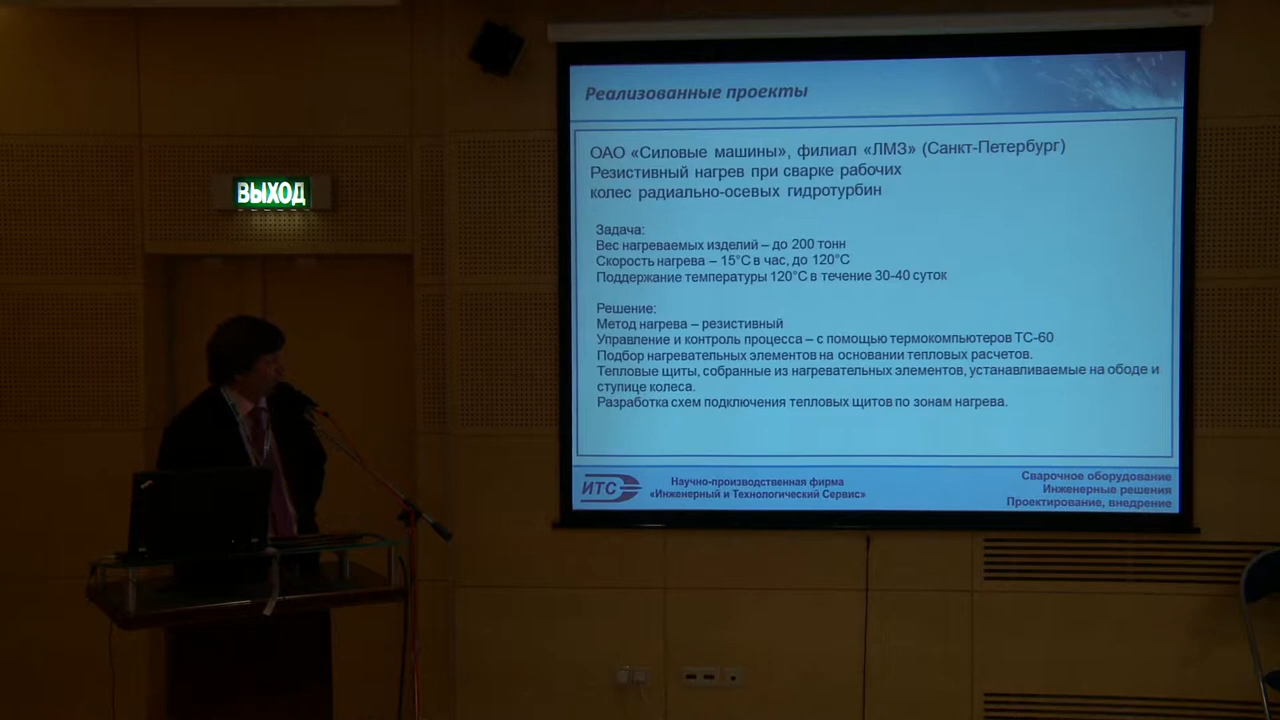 Реализованные проекты
ВЫХОД
ОАО «Силовые машины», филиал «ЛМЗ» (Санкт-Петербург)
Резистивный нагрев при сварке рабочих
колес радиально-осевых гидротурбин
Задача:
Вес нагреваемых изделий – до 200 тонн
Скорость нагрева – 15°С в час, до 120°С
Поддержание температуры 120°С в течение 30-40 суток
Решение:
Метод нагрева – резистивный
Управление и контроль процесса – с помощью термокомпьютеров ТС-60
Подбор нагревательных элементов на основании тепловых расчетов.
Тепловые щиты, собранные из нагревательных элементов, устанавливаемые на ободе и
ступице колеса.
Разработка схем подключения тепловых щитов по зонам нагрева.
ИТС
Научно-производственная фирма
«Инженерный и Технологический Сервис»
Сварочное оборудование
Инженерные решения
Проектирование, внедрение